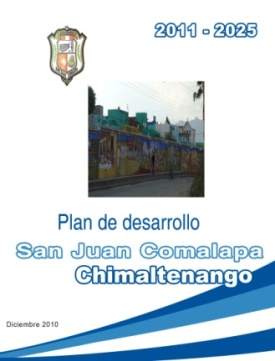 2011 - 2025
Plan de desarrollo
San Juan Comalapa
Chimaltenango
Diciembre 2010